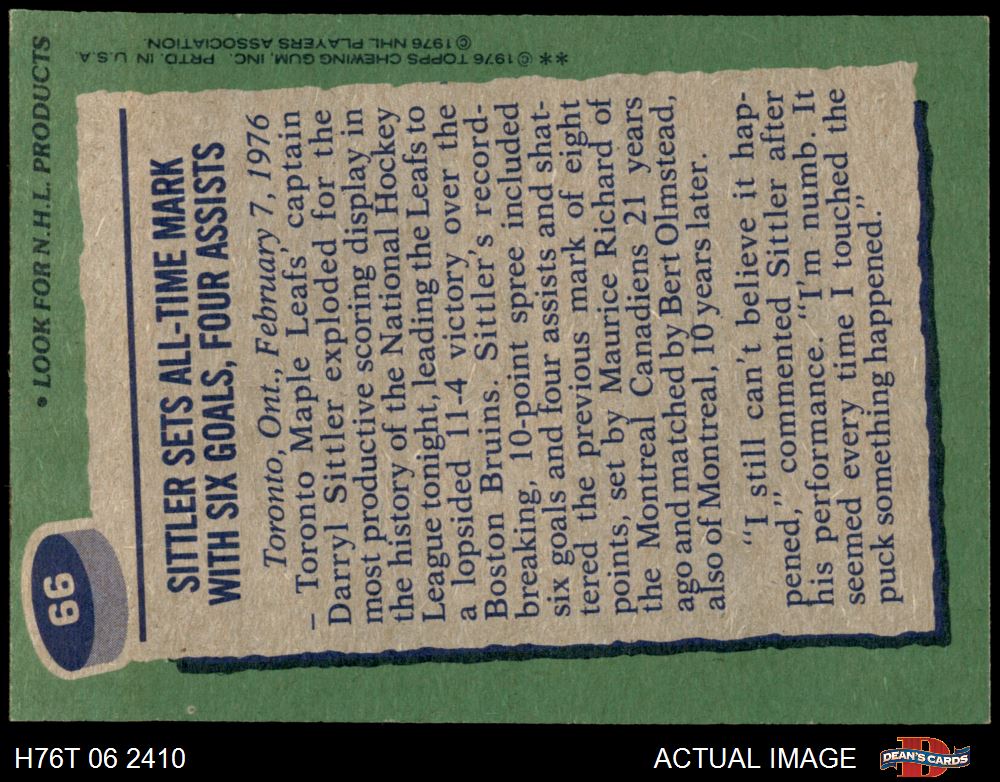 66
• LOOK FOR N.H.L. PRODUCTS
SITTLER SETS ALL-TIME MARK
WITH SIX GOALS, FOUR ASSISTS
Toronto, Ont., February 7, 1976
– Toronto Maple Leafs' captain
Darryl Sittler exploded for the
most productive scoring display in
the history of the National Hockey
League tonight, leading the Leafs to
a lopsided 11-4 victory over the
Boston Bruins. Sittler's record-
breaking, 10-point spree included
six goals and four assists and shat-
tered the previous mark of eight
points, set by Maurice Richard of
the Montreal Canadiens 21 years
ago and matched by Bert Olmstead,
also of Montreal, 10 years later.
"I still can't believe it hap-
pened," commented Sittler after
his performance. "I'm numb. It
seemed every time I touched the
puck something happened."
**©1976 TOPPS CHEWING GUM, INC. PRTD. IN U.S.A.
©1976 NHL PLAYERS ASSOCIATION
H76T 06 2410
ACTUAL IMAGE
DEAN'S CARDS